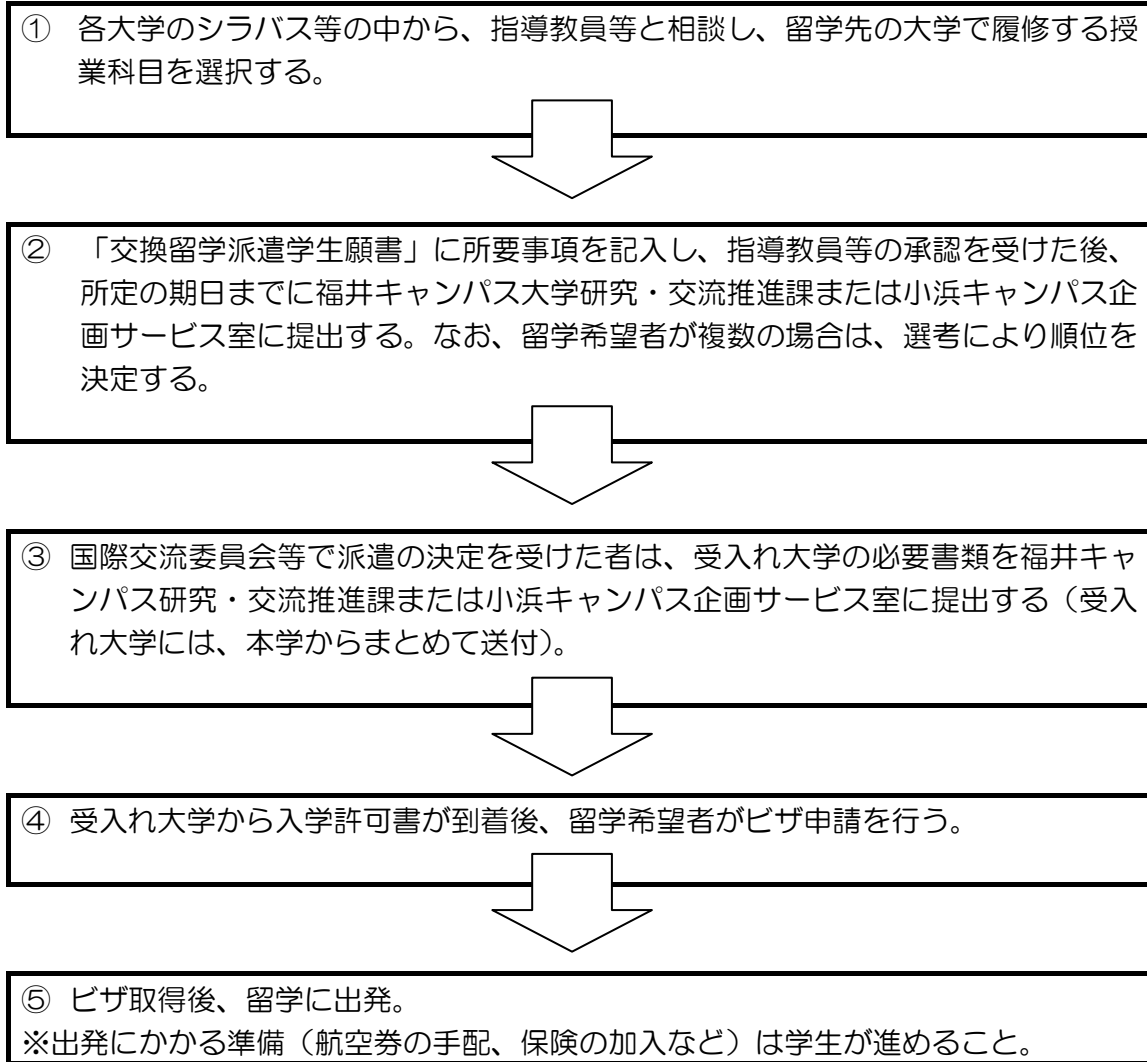 ① 各大学のシラバス等の中から、指導教員等と相談し、留学先の大学で履修する授
業科目を選択する。
② 「交換留学派遣学生願書」に所要事項を記入し、指導教員等の承認を受けた後、
所定の期日までに福井キャンパス大学研究・交流推進課または小浜キャンパス企
画サービス室に提出する。なお、留学希望者が複数の場合は、選考により順位を
決定する。
③ 国際交流委員会等で派遣の決定を受けた者は、受入れ大学の必要書類を福井キャ
ンパス研究・交流推進課または小浜キャンパス企画サービス室に提出する（受入
れ大学には、本学からまとめて送付）。
④ 受入れ大学から入学許可書が到着後、留学希望者がビザ申請を行う。
⑤ ビザ取得後、留学に出発。
※出発にかかる準備（航空券の手配、保険の加入など）は学生が進めること。